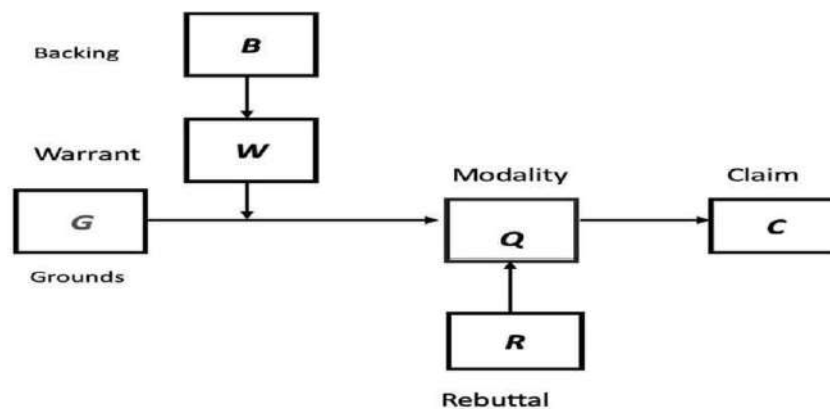 Backing
B
Warrant
W
Modality
Claim
G
Q
C
Grounds
R
Rebuttal